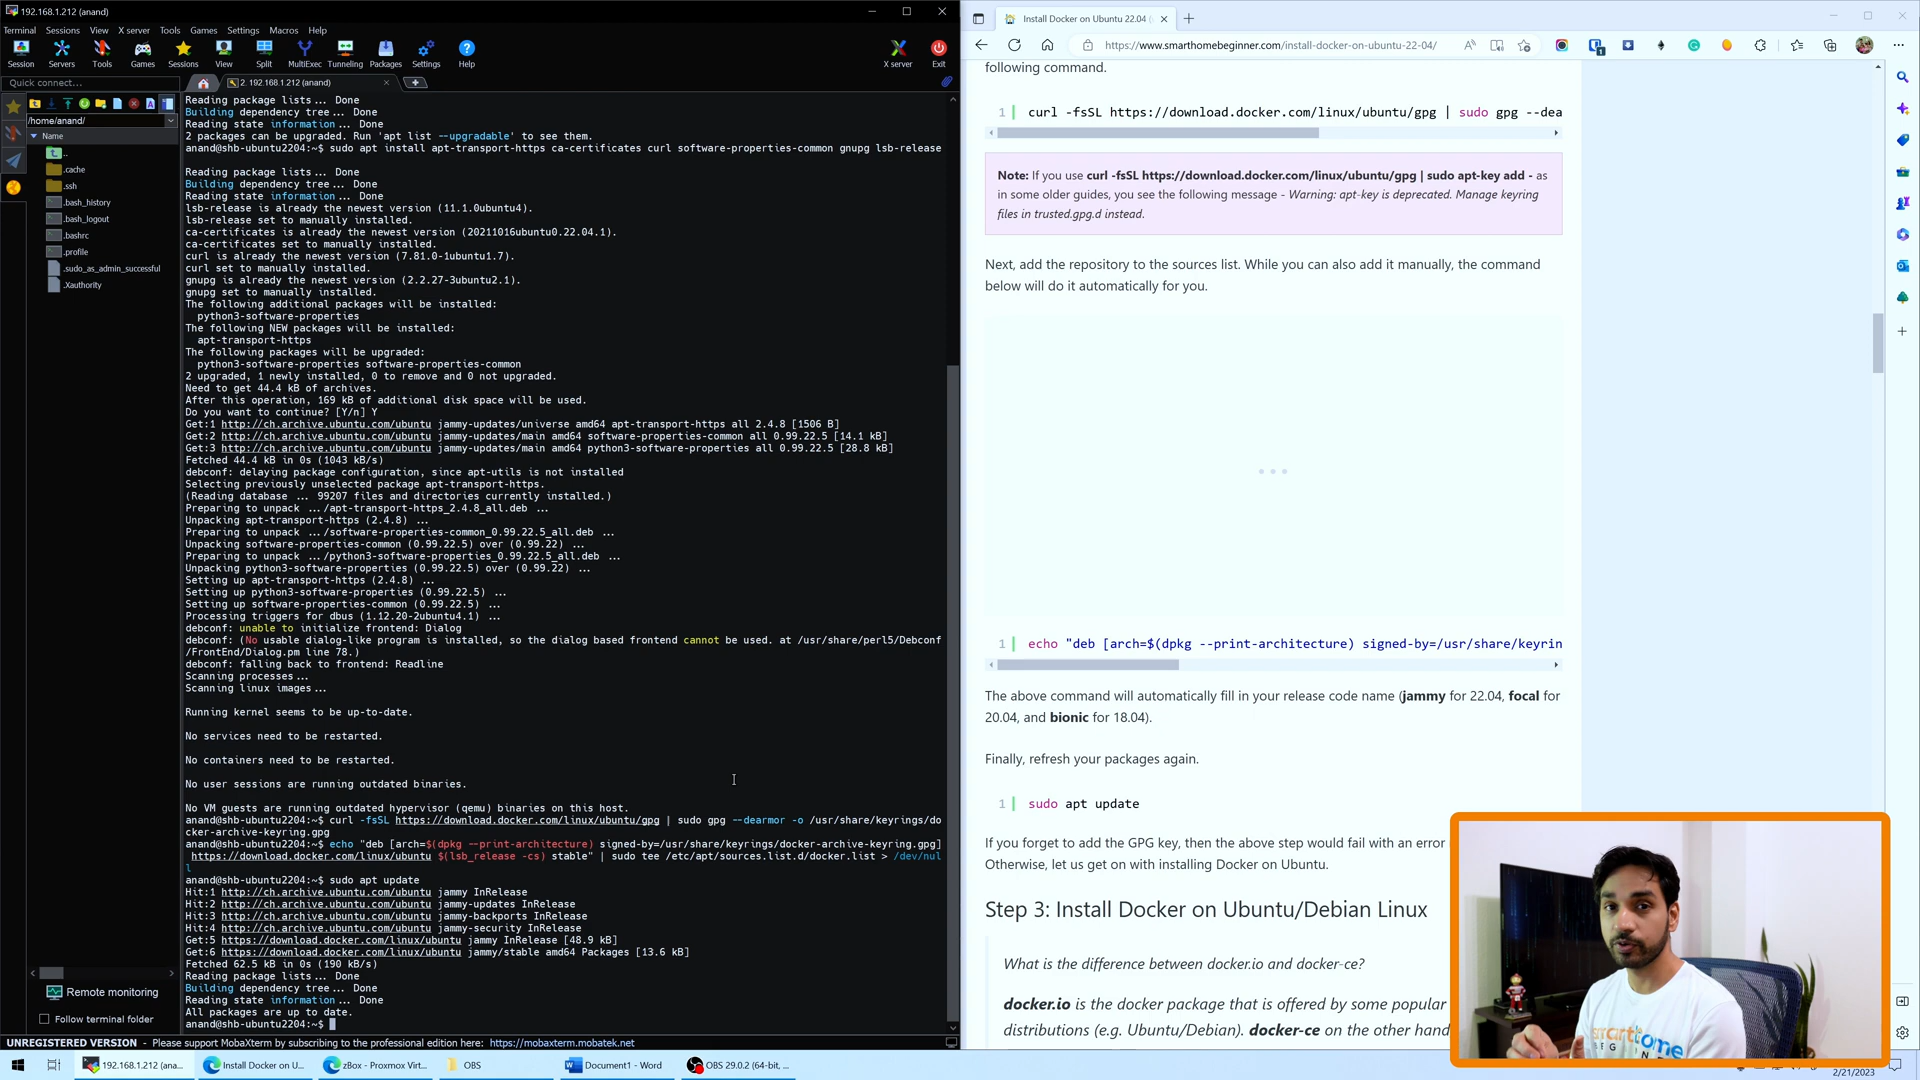 192.168.1.212 (anand)
Terminal Sessions View X server Tools Games Settings Macros Help
Session Servers Tools Games Sessions View Split MultiExec Tunneling Packages Settings Help X server Exit
Quick connect...
2. 192.168.1.212 (anand)
/home/anand/
Name
..
.cache
.ssh
.bash_history
.bash_logout
.bashrc
.profile
.sudo_as_admin_successful
.Xauthority
Remote monitoring
Follow terminal folder
Reading package lists... Done
Building dependency tree... Done
Reading state information... Done
2 packages can be upgraded. Run 'apt list --upgradable' to see them.
anand@shb-ubuntu2204:~$ sudo apt install apt-transport-https ca-certificates curl software-properties-common gnupg lsb-release
Reading package lists... Done
Building dependency tree... Done
Reading state information... Done
lsb-release is already the newest version (11.1.0ubuntu4).
lsb-release set to manually installed.
ca-certificates is already the newest version (20211016ubuntu0.22.04.1).
ca-certificates set to manually installed.
curl is already the newest version (7.81.0-1ubuntu1.7).
curl set to manually installed.
gnupg is already the newest version (2.2.27-3ubuntu2.1).
gnupg set to manually installed.
The following additional packages will be installed:
python3-software-properties
The following NEW packages will be installed:
apt-transport-https
The following packages will be upgraded:
python3-software-properties software-properties-common
2 upgraded, 1 newly installed, 0 to remove and 0 not upgraded.
Need to get 44.4 kB of archives.
After this operation, 169 kB of additional disk space will be used.
Do you want to continue? [Y/n] Y
Get:1 http://ch.archive.ubuntu.com/ubuntu jammy-updates/universe amd64 apt-transport-https all 2.4.8 [1506 B]
Get:2 http://ch.archive.ubuntu.com/ubuntu jammy-updates/main amd64 software-properties-common all 0.99.22.5 [14.1 kB]
Get:3 http://ch.archive.ubuntu.com/ubuntu jammy-updates/main amd64 python3-software-properties all 0.99.22.5 [28.8 kB]
Fetched 44.4 kB in 0s (1043 kB/s)
debconf: delaying package configuration, since apt-utils is not installed
Selecting previously unselected package apt-transport-https.
(Reading database ... 99207 files and directories currently installed.)
Preparing to unpack .../apt-transport-https_2.4.8_all.deb ...
Unpacking apt-transport-https (2.4.8) ...
Preparing to unpack .../software-properties-common_0.99.22.5_all.deb ...
Unpacking software-properties-common (0.99.22.5) over (0.99.22) ...
Preparing to unpack .../python3-software-properties_0.99.22.5_all.deb ...
Unpacking python3-software-properties (0.99.22.5) over (0.99.22) ...
Setting up apt-transport-https (2.4.8) ...
Setting up python3-software-properties (0.99.22.5) ...
Setting up software-properties-common (0.99.22.5) ...
Processing triggers for dbus (1.12.20-2ubuntu4.1) ...
debconf: unable to initialize frontend: Dialog
debconf: (No usable dialog-like program is installed, so the dialog based frontend cannot be used. at /usr/share/perl5/Debconf
/FrontEnd/Dialog.pm line 78.)
debconf: falling back to frontend: Readline
Scanning processes...
Scanning linux images...
Running kernel seems to be up-to-date.
No services need to be restarted.
No containers need to be restarted.
No user sessions are running outdated binaries.
No VM guests are running outdated hypervisor (qemu) binaries on this host.
anand@shb-ubuntu2204:~$ curl -fsSL https://download.docker.com/linux/ubuntu/gpg | sudo gpg --dearmor -o /usr/share/keyrings/do
cker-archive-keyring.gpg
anand@shb-ubuntu2204:~$ echo "deb [arch=$(dpkg --print-architecture) signed-by=/usr/share/keyrings/docker-archive-keyring.gpg]
https://download.docker.com/linux/ubuntu $(lsb_release -cs) stable" | sudo tee /etc/apt/sources.list.d/docker.list > /dev/nul
l
anand@shb-ubuntu2204:~$ sudo apt update
Hit:1 http://ch.archive.ubuntu.com/ubuntu jammy InRelease
Hit:2 http://ch.archive.ubuntu.com/ubuntu jammy-updates InRelease
Hit:3 http://ch.archive.ubuntu.com/ubuntu jammy-backports InRelease
Hit:4 http://ch.archive.ubuntu.com/ubuntu jammy-security InRelease
Get:5 https://download.docker.com/linux/ubuntu jammy InRelease [48.9 kB]
Get:6 https://download.docker.com/linux/ubuntu jammy/stable amd64 Packages [13.6 kB]
Fetched 62.5 kB in 0s (190 kB/s)
Reading package lists... Done
Building dependency tree... Done
Reading state information... Done
All packages are up to date.
anand@shb-ubuntu2204:~$
UNREGISTERED VERSION - Please support MobaXterm by subscribing to the professional edition here: https://mobaxterm.mobatek.net
Install Docker on Ubuntu 22.04 (
https://www.smarthomebeginner.com/install-docker-on-ubuntu-22-04/
following command.
1 curl -fsSL https://download.docker.com/linux/ubuntu/gpg | sudo gpg --dea
Note: If you use curl -fsSL https://download.docker.com/linux/ubuntu/gpg | sudo apt-key add - as
in some older guides, you see the following message - Warning: apt-key is deprecated. Manage keyring
files in trusted.gpg.d instead.
Next, add the repository to the sources list. While you can also add it manually, the command
below will do it automatically for you.
1 echo "deb [arch=$(dpkg --print-architecture) signed-by=/usr/share/keyrin
The above command will automatically fill in your release code name (jammy for 22.04, focal for
20.04, and bionic for 18.04).
Finally, refresh your packages again.
1 sudo apt update
If you forget to add the GPG key, then the above step would fail with an error
Otherwise, let us get on with installing Docker on Ubuntu.
Step 3: Install Docker on Ubuntu/Debian Linux
What is the difference between docker.io and docker-ce?
docker.io is the docker package that is offered by some popular
distributions (e.g. Ubuntu/Debian). docker-ce on the other hand
192.168.1.212 (ana... Install Docker on U... zBox - Proxmox Virt... OBS Document1 - Word OBS 29.0.2 (64-bit, ...
2/21/2023